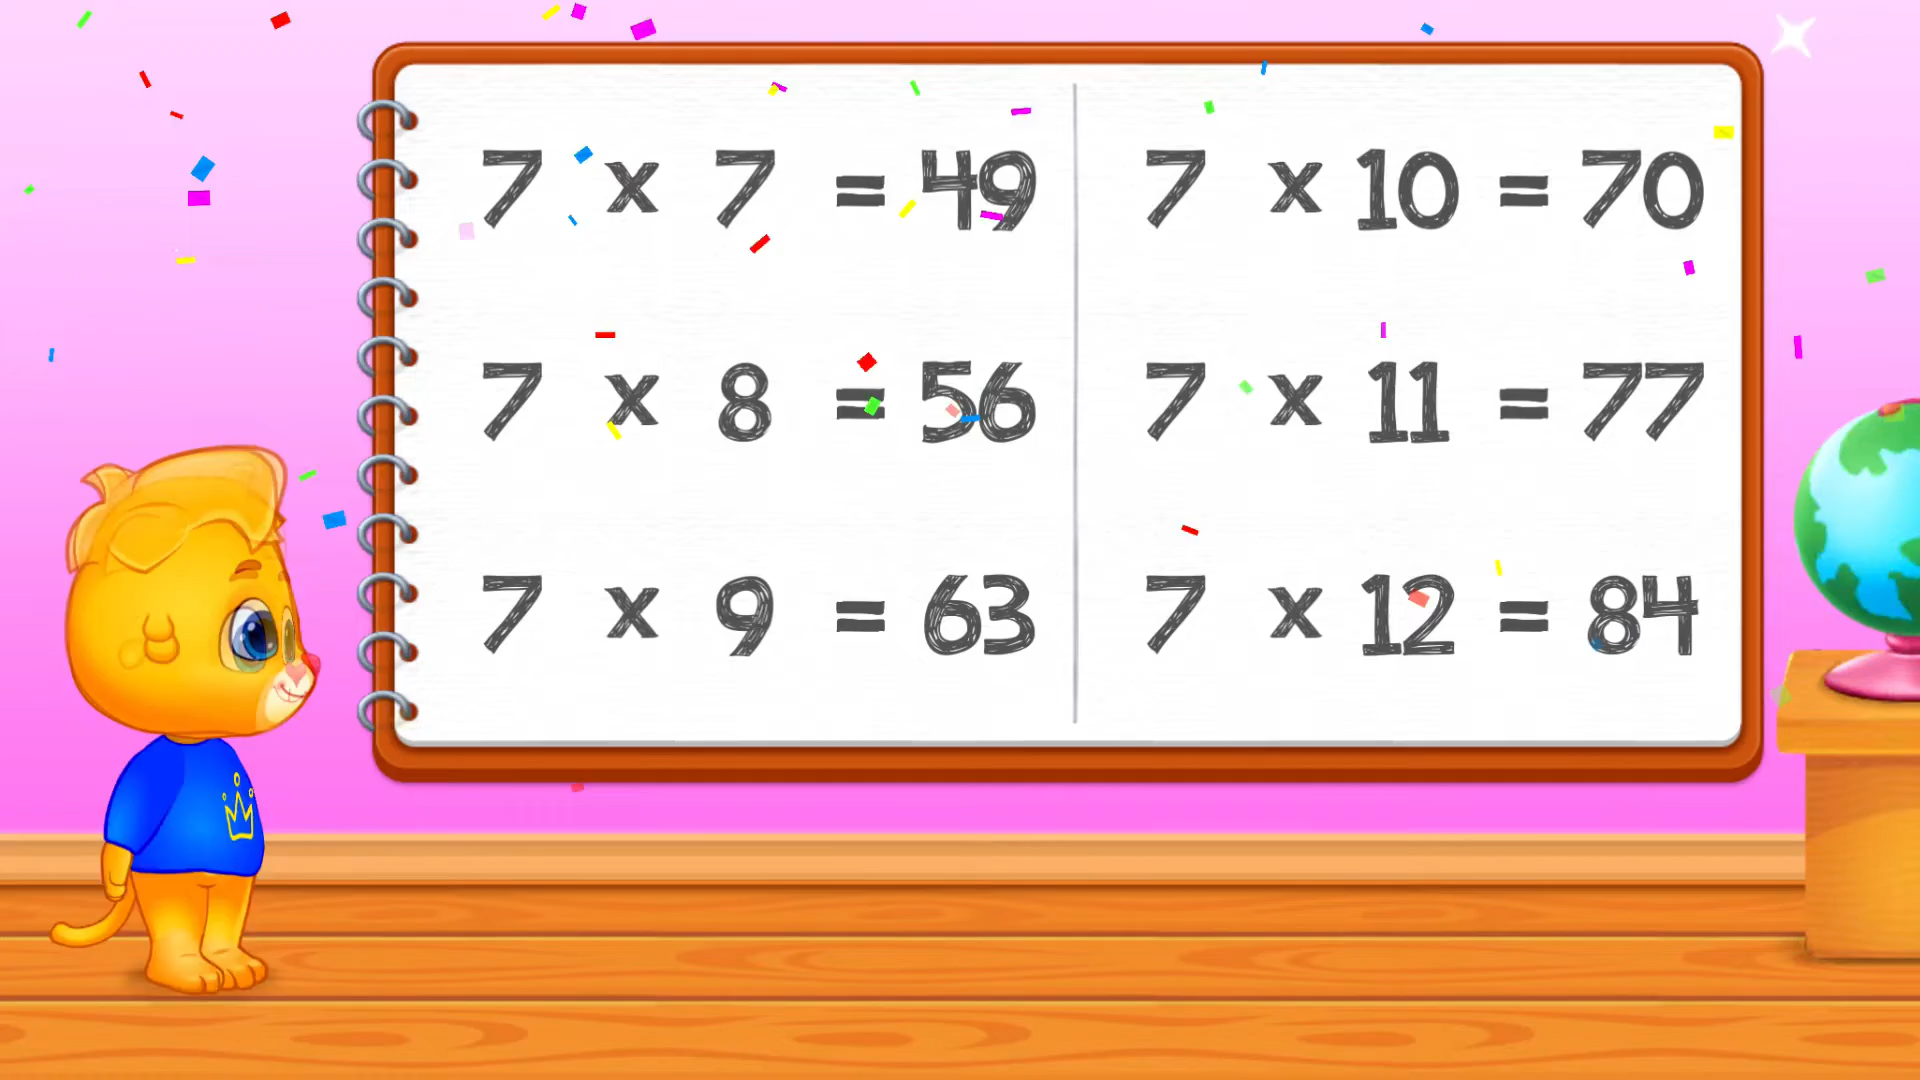 7 x 7 = 49
7 x 8 = 56
7 x 9 = 63
7 x 10 = 70
7 x 11 = 77
7 x 12 = 84